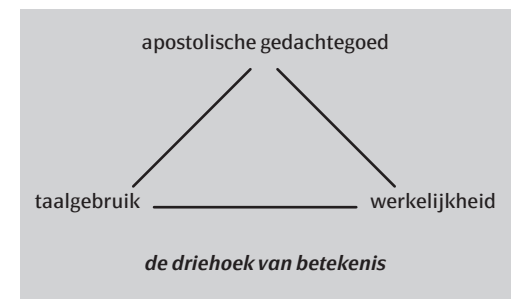 apostolische gedachtegoed
taalgebruik werkelijkheid
de driehoek van betekenis